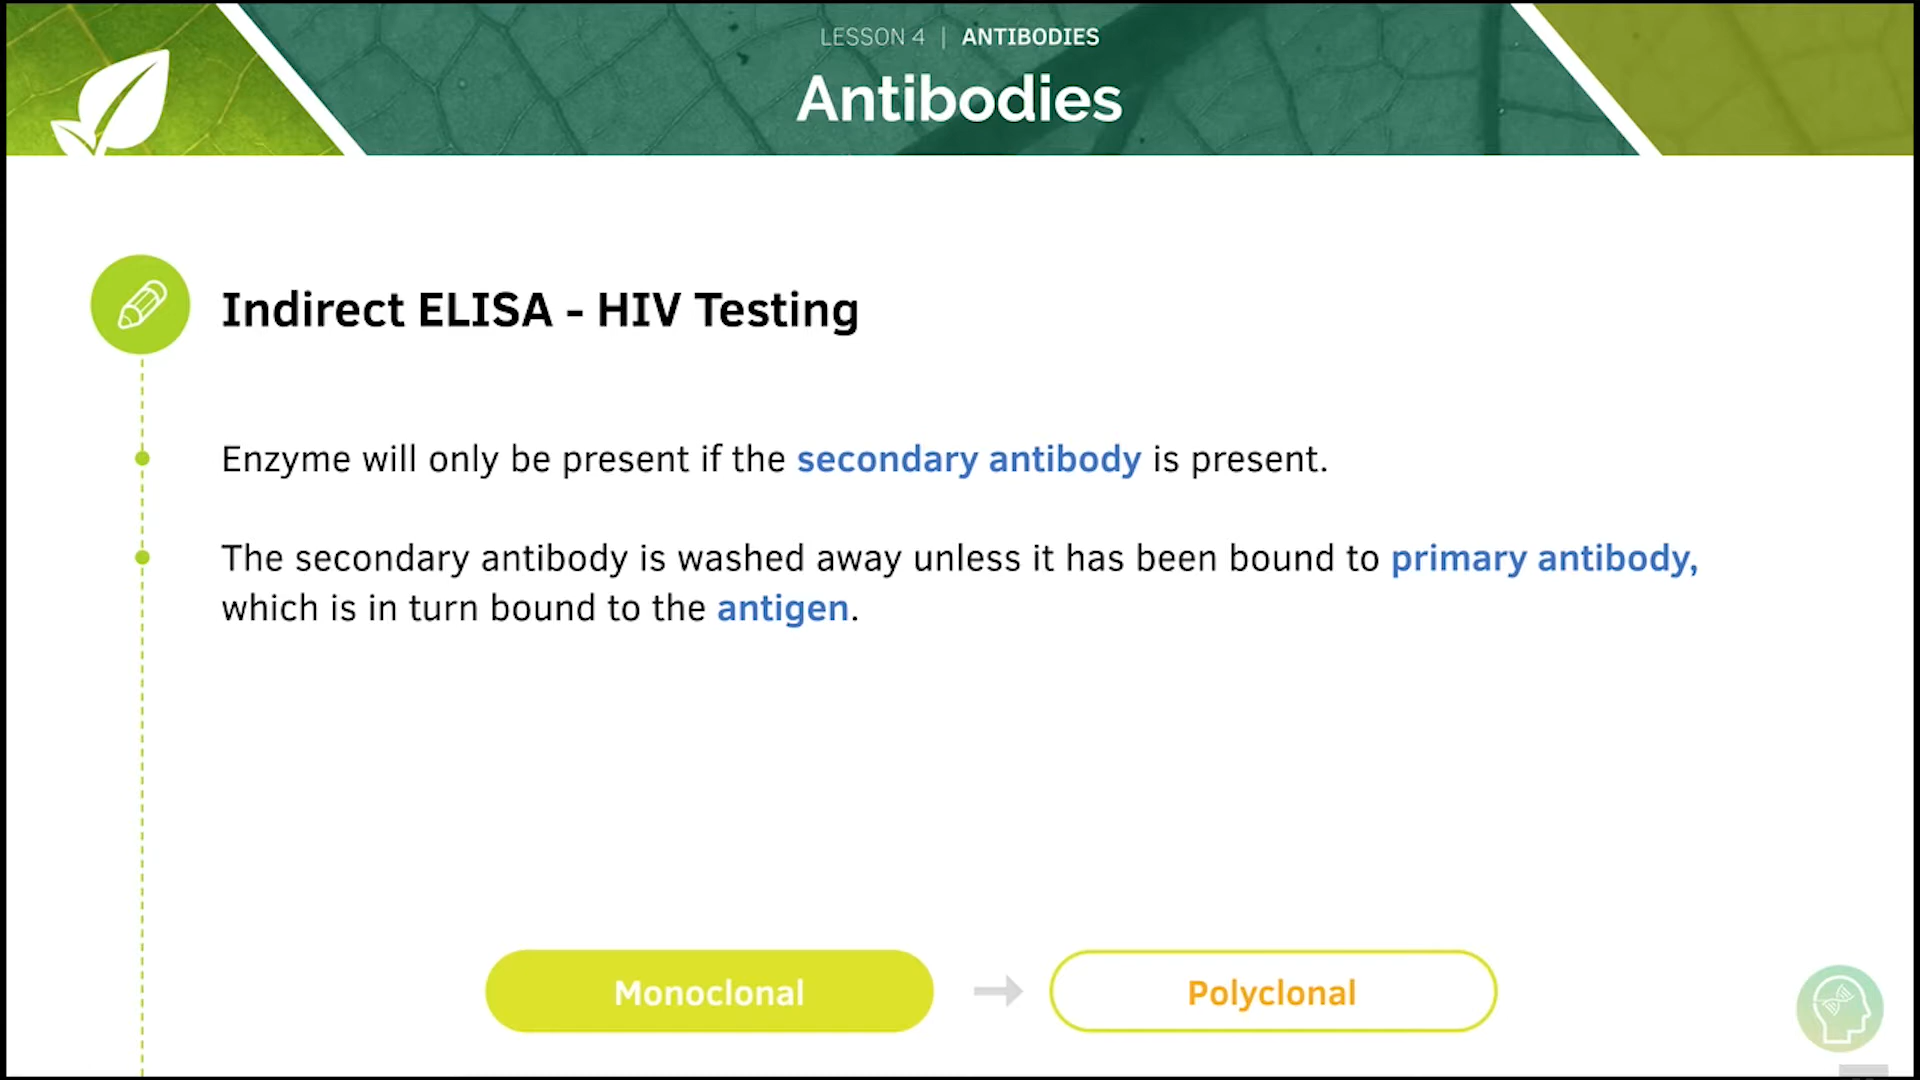 LESSON 4 | ANTIBODIES
Antibodies
Indirect ELISA - HIV Testing
Enzyme will only be present if the secondary antibody is present.
The secondary antibody is washed away unless it has been bound to primary antibody,
which is in turn bound to the antigen.
Monoclonal
Polyclonal